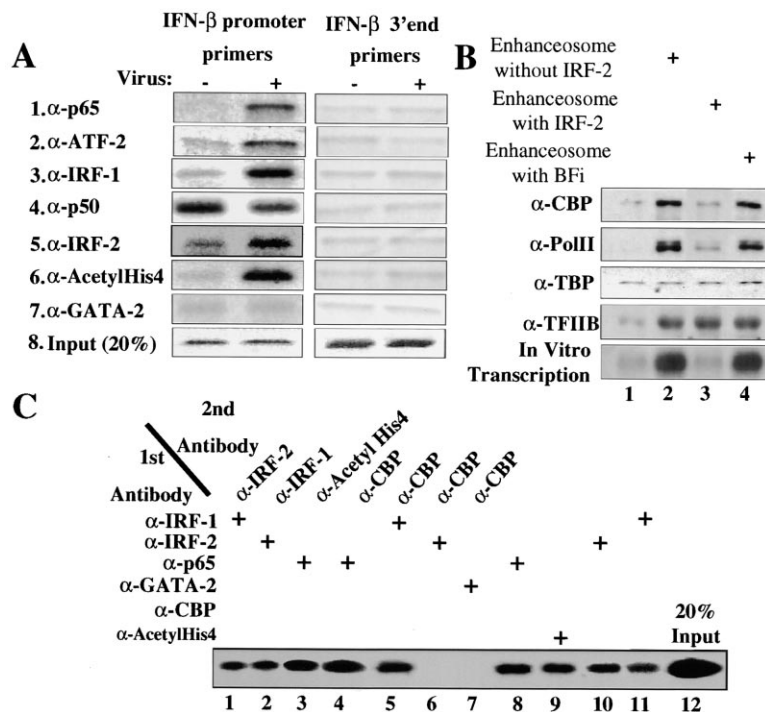 A
IFN-β promoter primers
IFN-β 3'end primers
Virus: - + - +
1.α-p65
2.α-ATF-2
3.α-IRF-1
4.α-p50
5.α-IRF-2
6.α-AcetylHis4
7.α-GATA-2
8.Input (20%)
B
Enhanceosome
without IRF-2 +
Enhanceosome
with IRF-2 +
Enhanceosome
with BFi +
α-CBP
α-PolII
α-TBP
α-TFIIB
In Vitro
Transcription
1 2 3 4
C
2nd
Antibody
1st
Antibody
α-IRF-2
α-IRF-1
α-Acetyl His4
α-CBP
α-CBP
α-CBP
α-CBP
α-IRF-1 + + +
α-IRF-2 + + +
α-p65 + + +
α-GATA-2 +
α-CBP
α-AcetylHis4 +
20%
Input
1 2 3 4 5 6 7 8 9 10 11 12